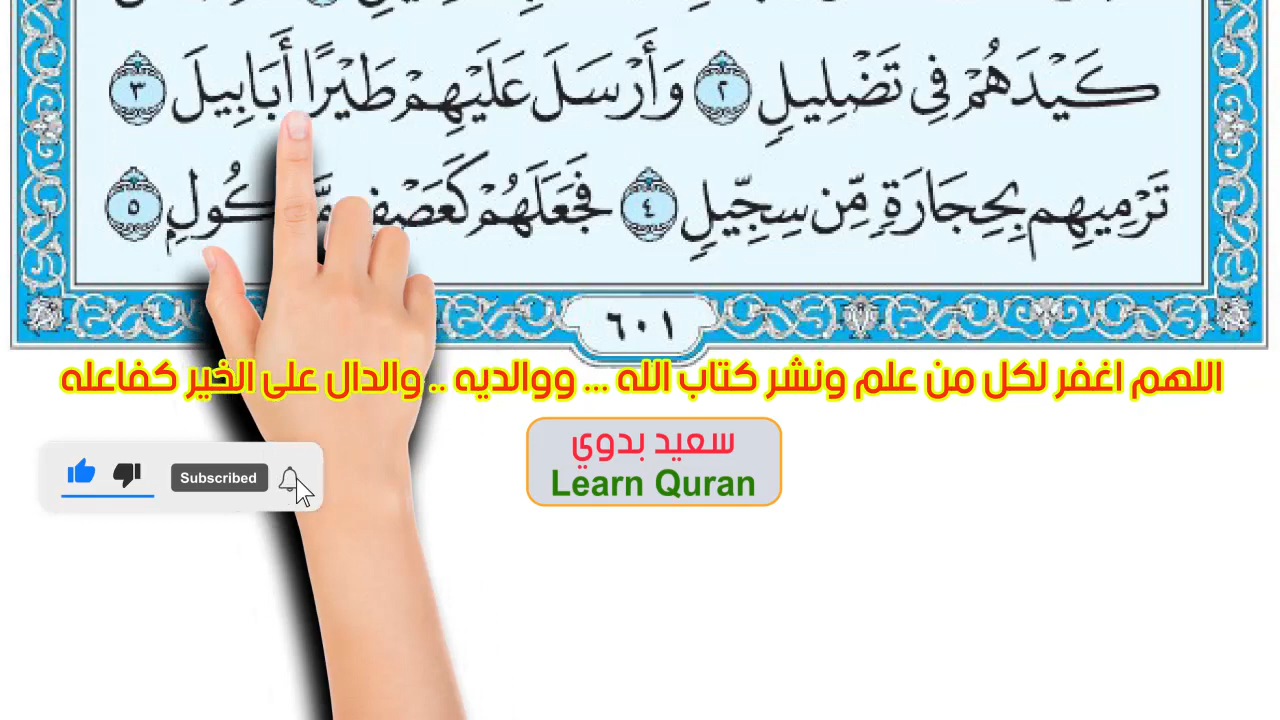 كَيْدَهُمْ فِى تَضْلِيلٍ ٢ وَأَرْسَلَ عَلَيْهِمْ طَيْرًا أَبَابِيلَ ٣
تَرْمِيهِم بِحِجَارَةٍ مِّن سِجِّيلٍ ٤ فَجَعَلَهُمْ كَعَصْفٍ ٥
٦٠١
اللهم اغفر لكل من علم ونشر كتاب الله ... ووالديه .. والدال على الخير كفاعله
سعيد بدوي
Learn Quran
Subscribed